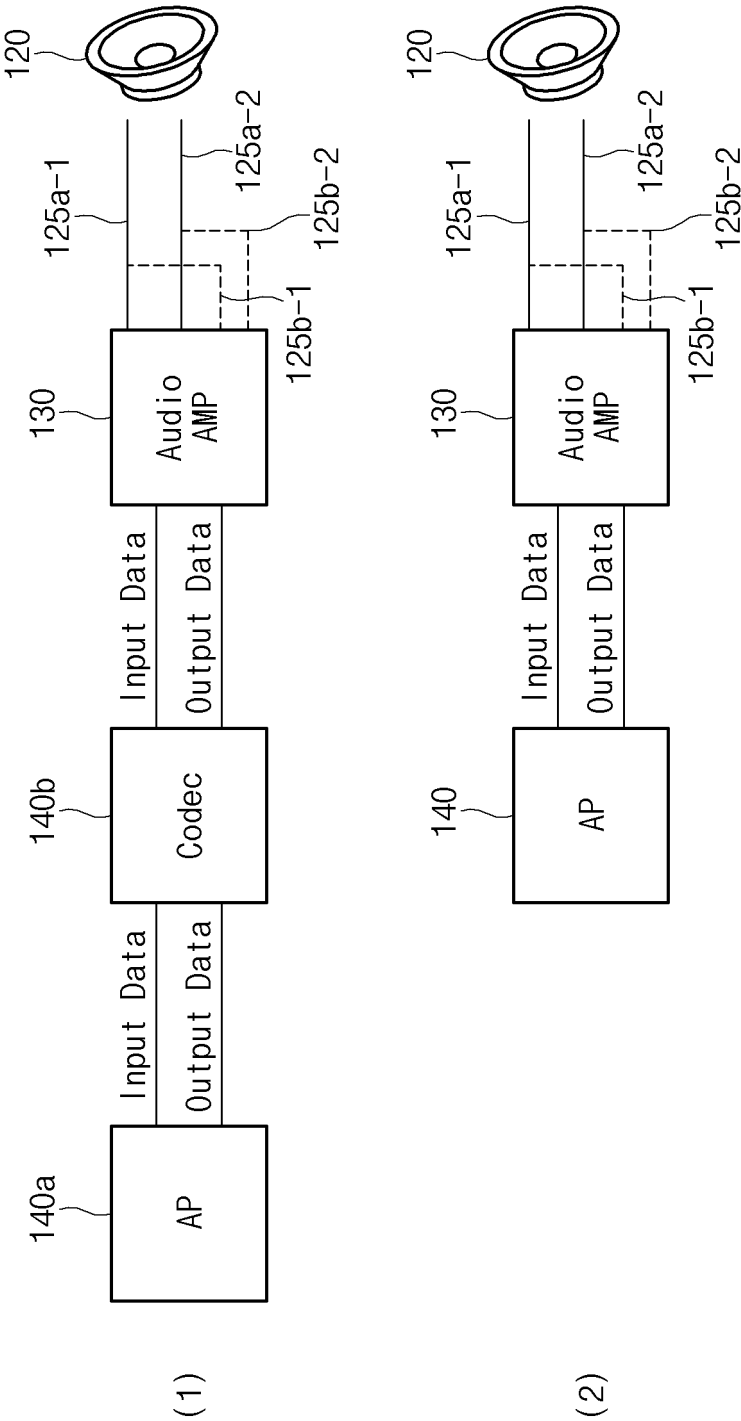 (1)
140a
AP
Input Data
Output Data
140b
Codec
Input Data
Output Data
130
Audio
AMP
125a-1
125b-1
125b-2
125a-2
120
(2)
140
AP
Input Data
Output Data
130
Audio
AMP
125a-1
125b-1
125b-2
125a-2
120